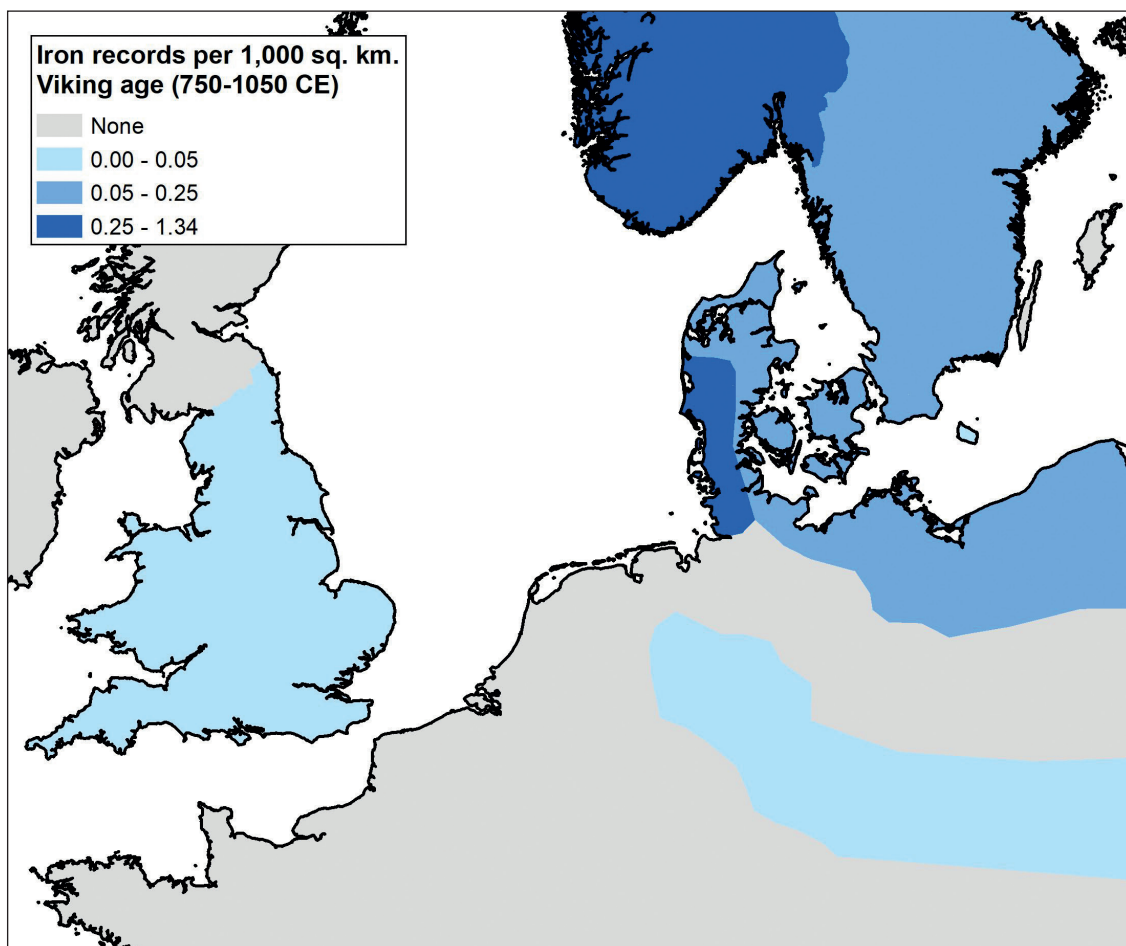 Iron records per 1,000 sq. km.
Viking age (750-1050 CE)
None
0.00 - 0.05
0.05 - 0.25
0.25 - 1.34